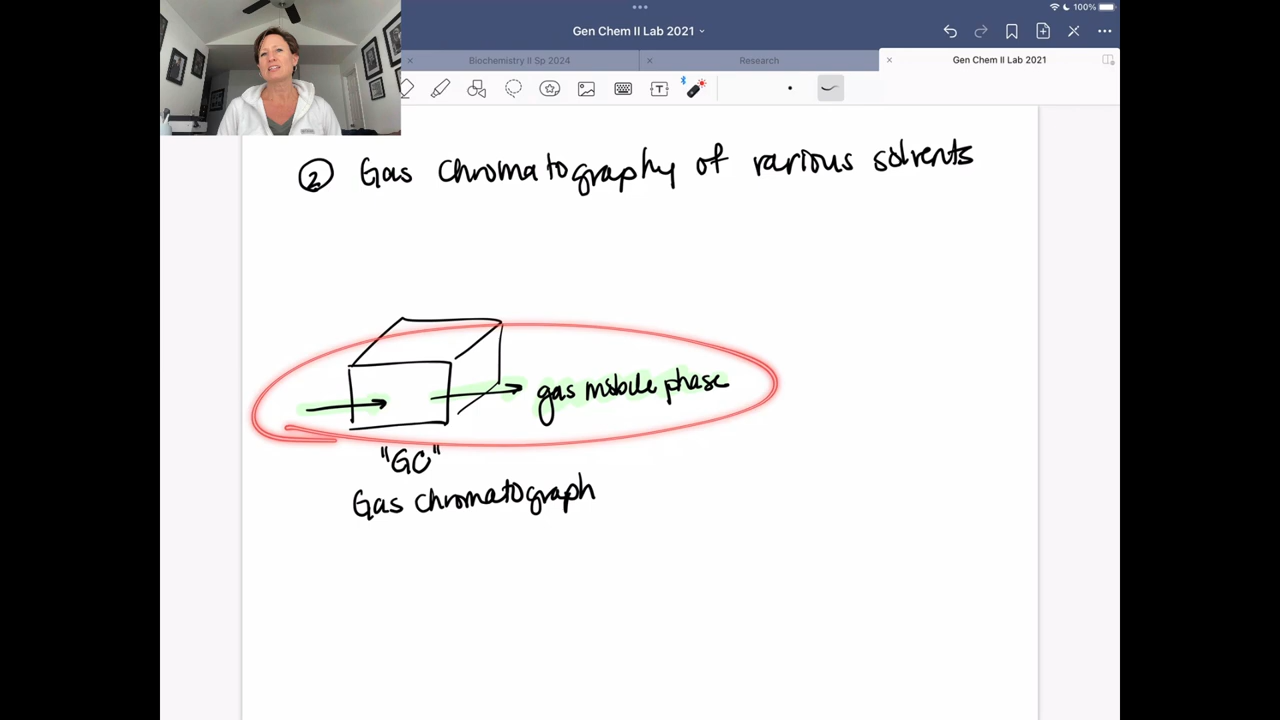 100%
Gen Chem II Lab 2021
Biochemistry II Sp 2024
Research
Gen Chem II Lab 2021
T
② Gas chromatography of various solvents
gas mobile phase
"GC"
Gas chromatograph